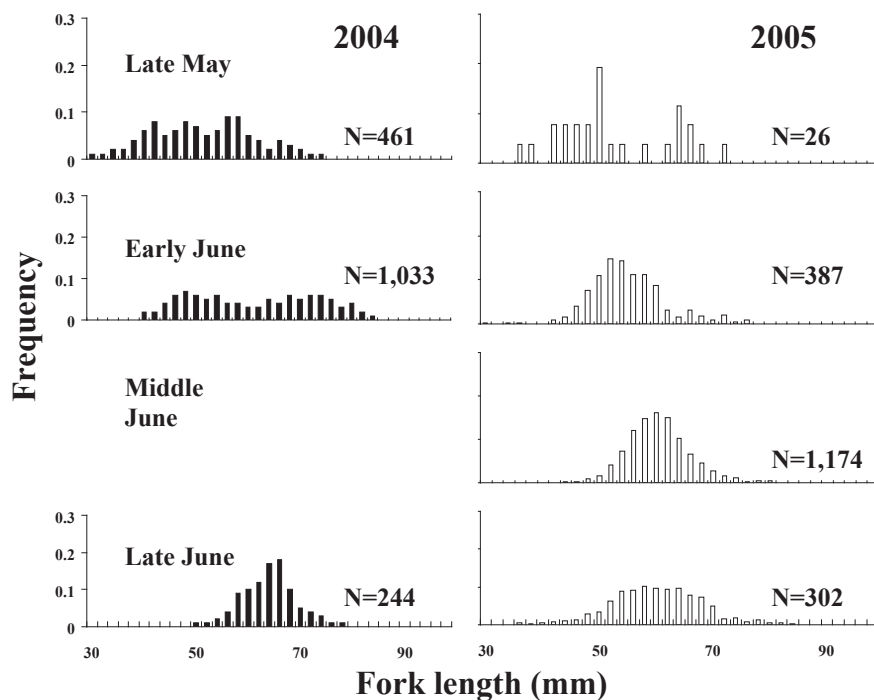 2004
2005
0.3
0.2
0.1
0
Late May
N=461
N=26
0.3
0.2
0.1
0
Early June
N=1,033
N=387
Middle
June
N=1,174
0.3
0.2
0.1
0
Late June
N=244
N=302
30 50 70 90
30 50 70 90
Frequency
Fork length (mm)